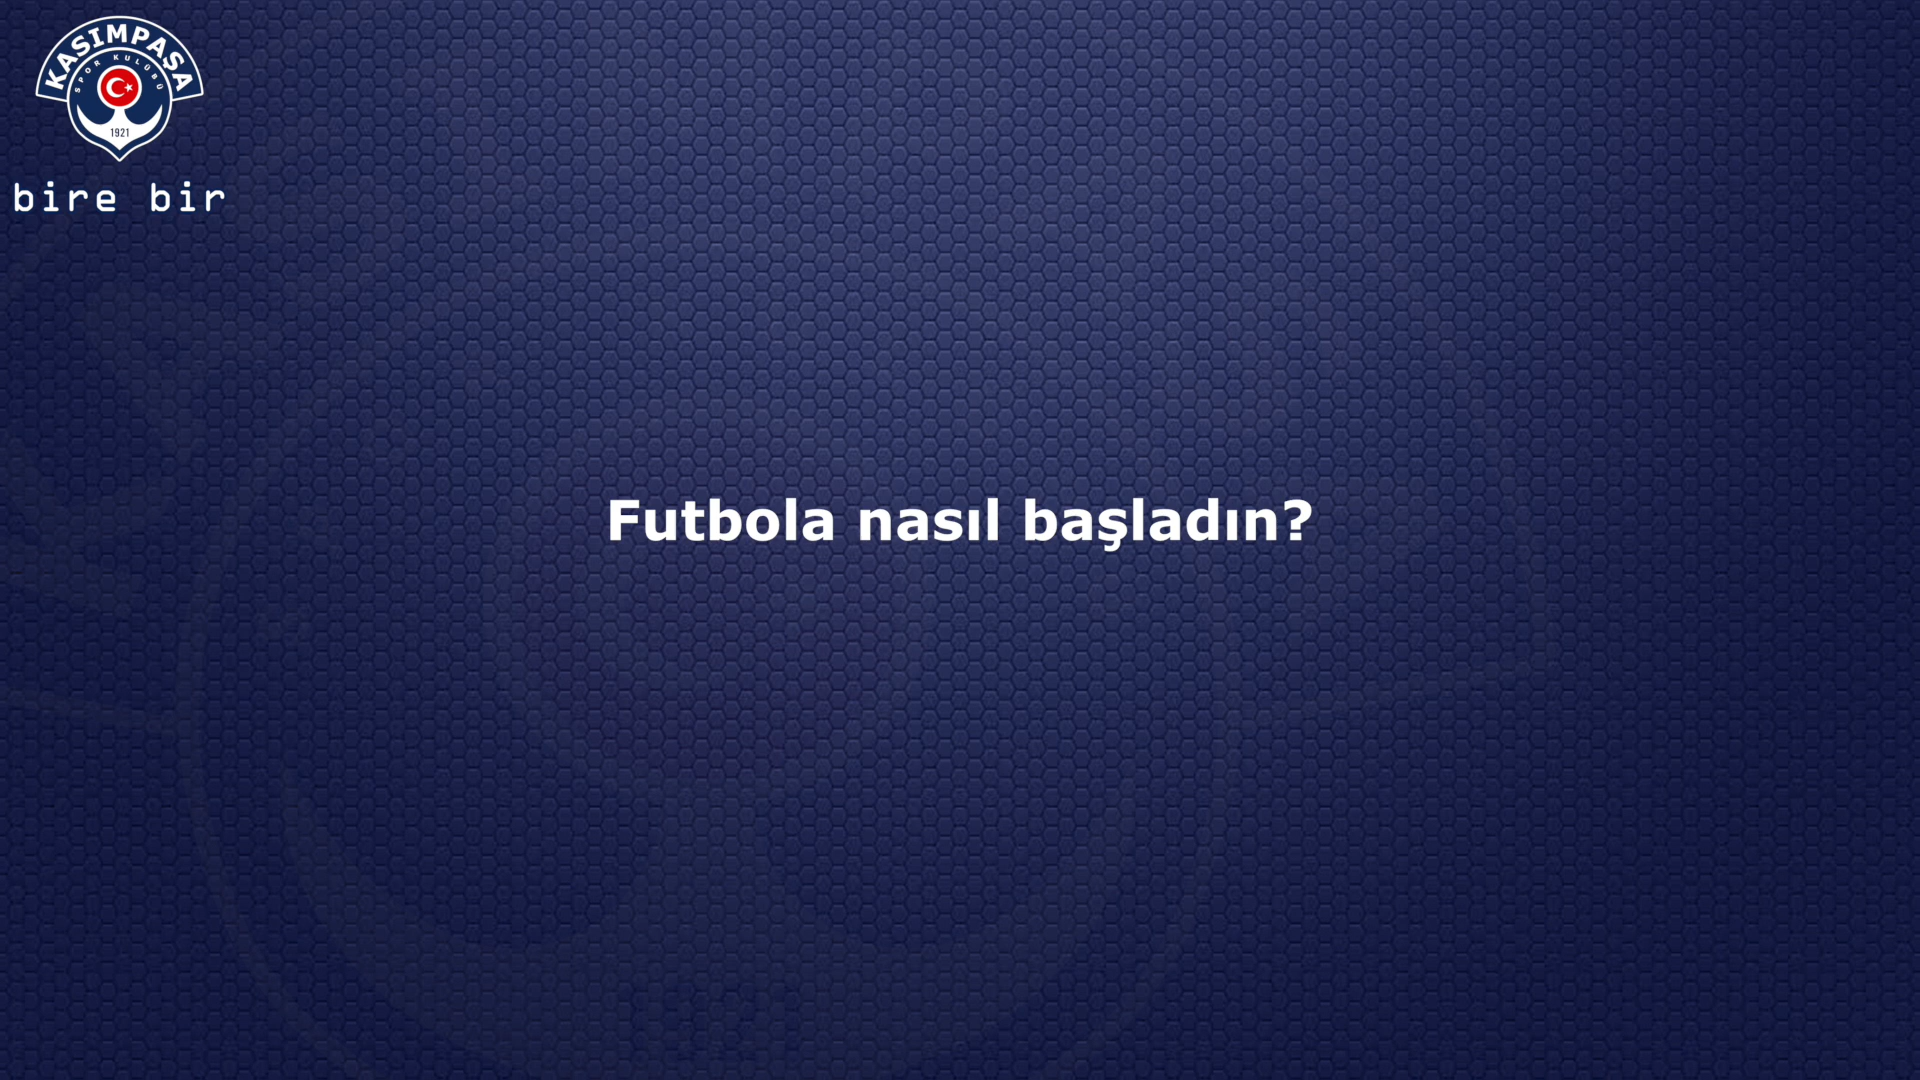 KASIMPAŞA
SPOR KULÜBÜ
1921
bire bir
Futbola nasıl başladın?